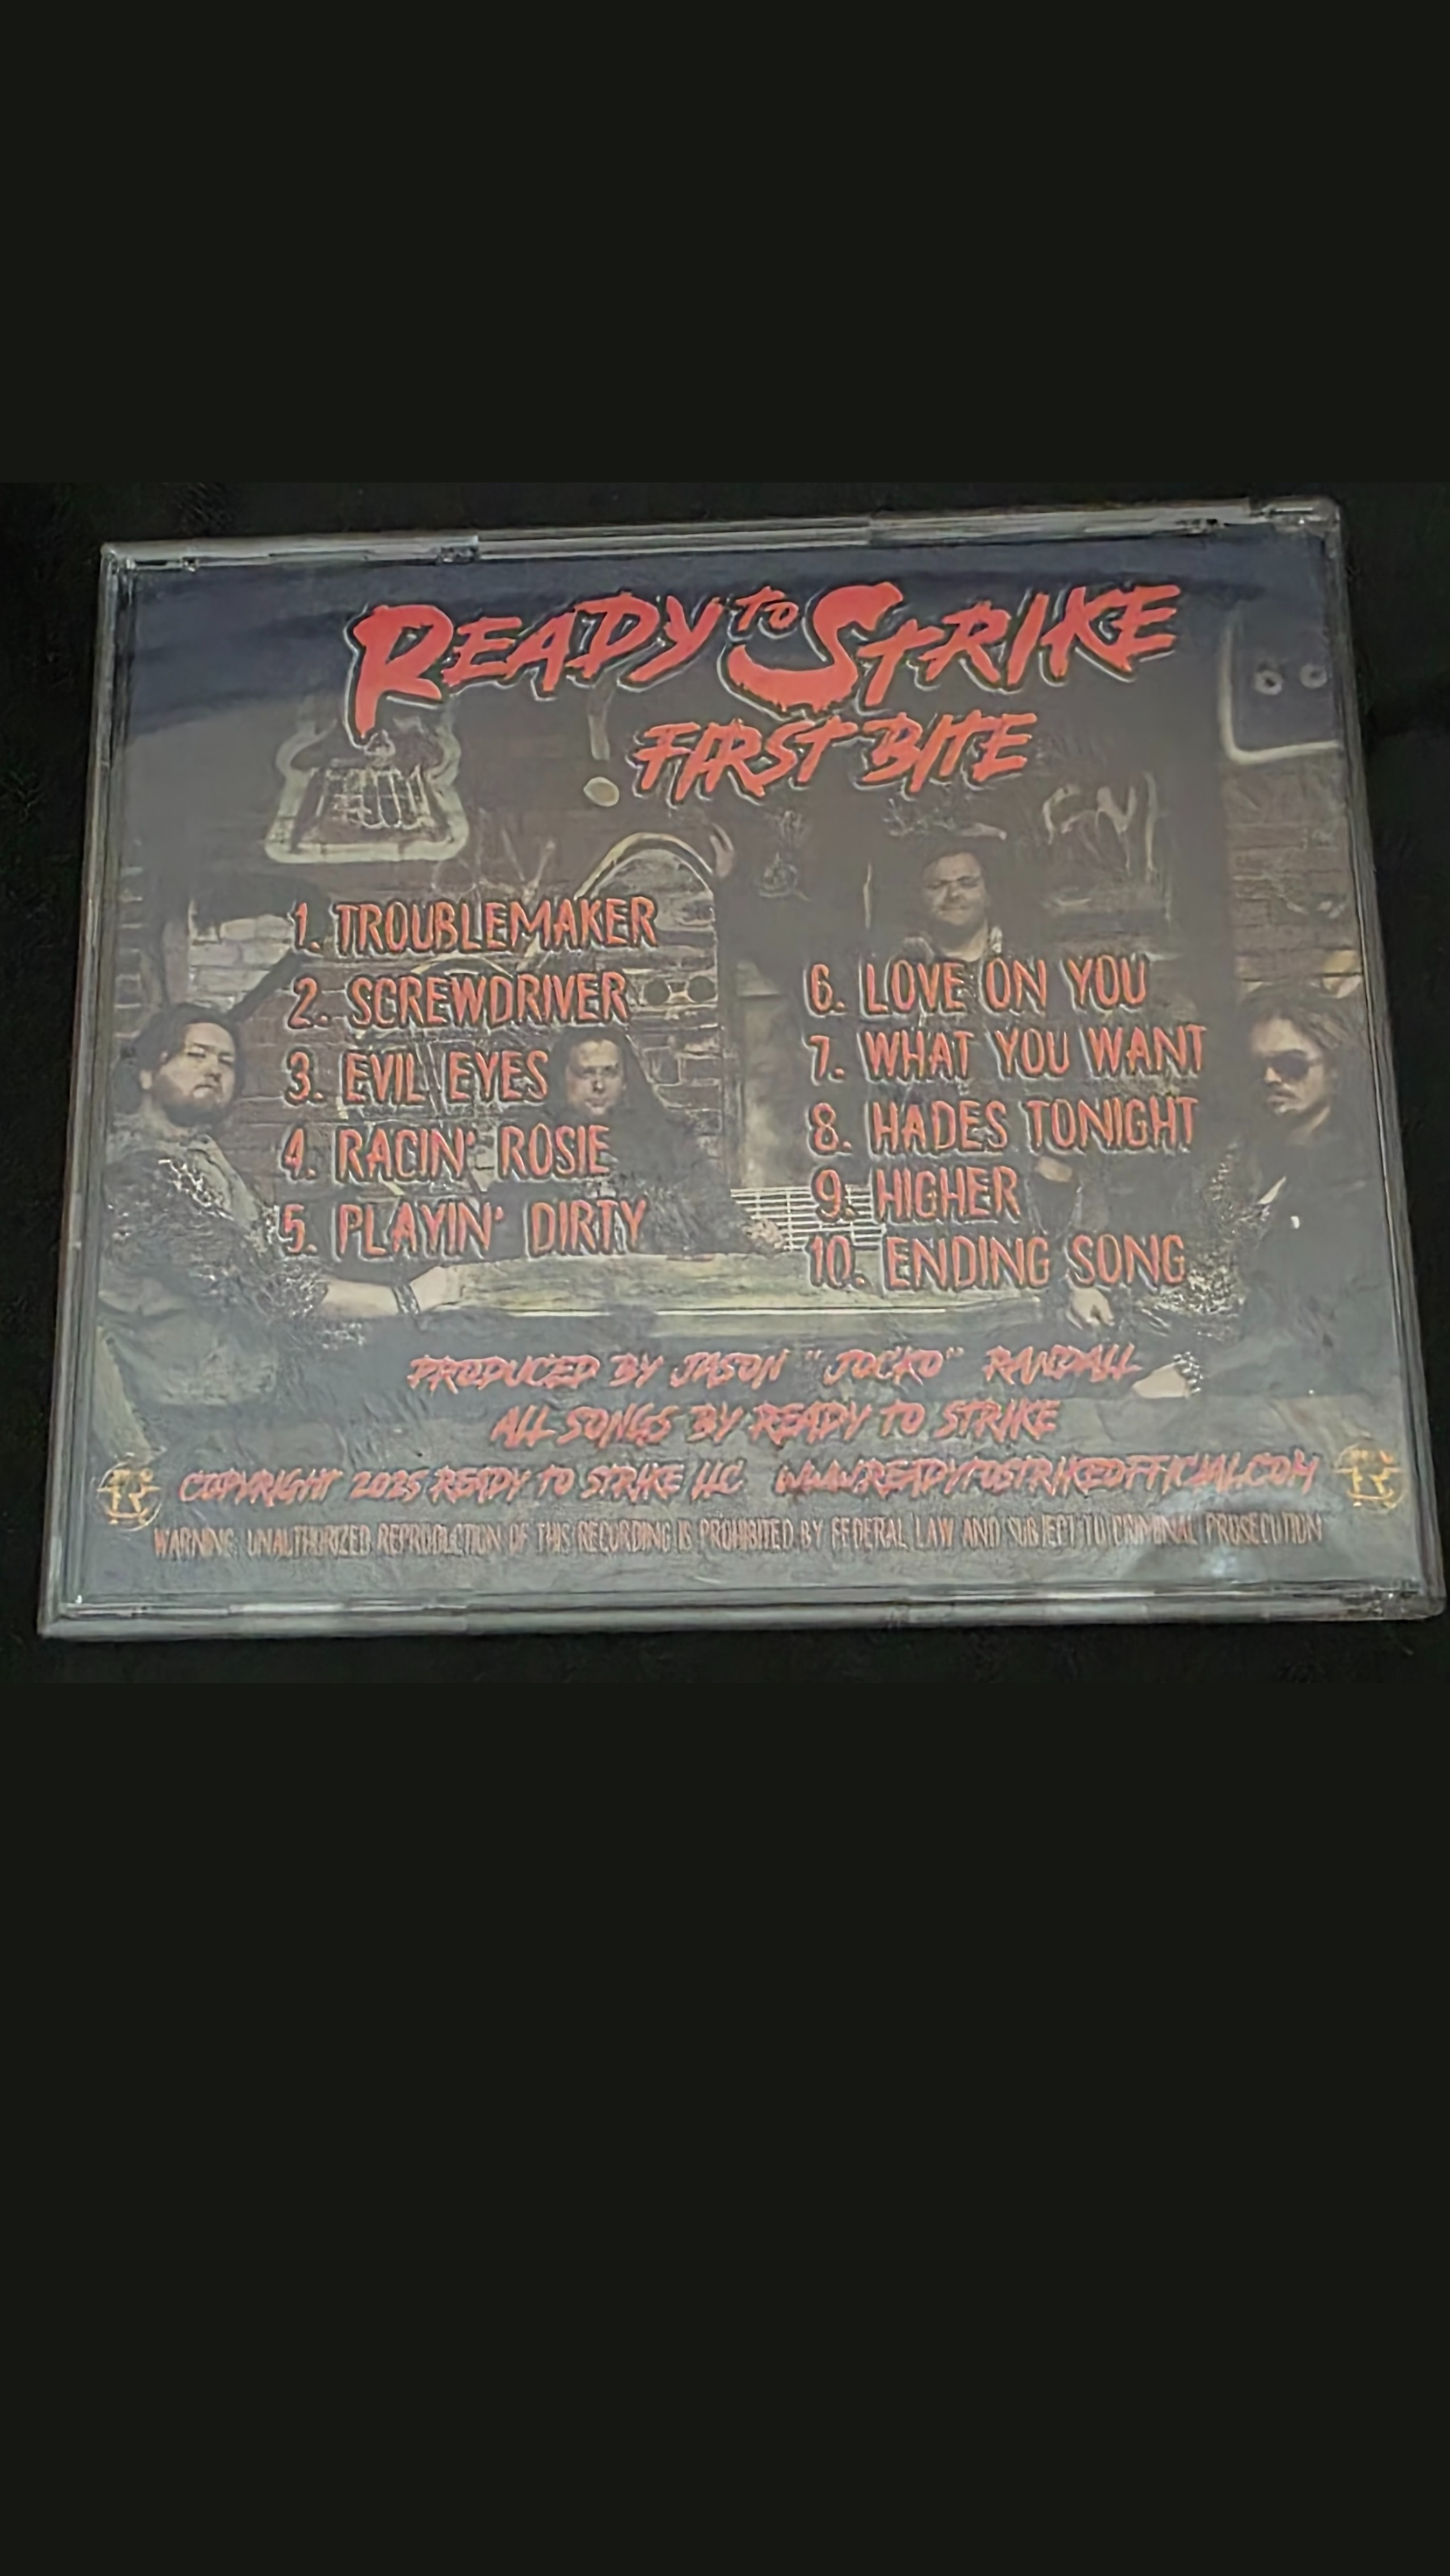 READY TO STRIKE
FIRST BITE
1. TROUBLEMAKER
2. SCREWDRIVER
3. EVIL EYES
4. RACIN' ROSIE
5. PLAYIN' DIRTY
6. LOVE ON YOU
7. WHAT YOU WANT
8. HADES TONIGHT
9. HIGHER
10. ENDING SONG
PRODUCED BY JASON "JOCKO" RANDALL
ALL SONGS BY READY TO STRIKE
COPYRIGHT 2025 READY TO STRIKE LLC WWW.READYTOSTRIKEOFFICIAL.COM
WARNING: UNAUTHORIZED REPRODUCTION OF THIS RECORDING IS PROHIBITED BY FEDERAL LAW AND SUBJECT TO CRIMINAL PROSECUTION